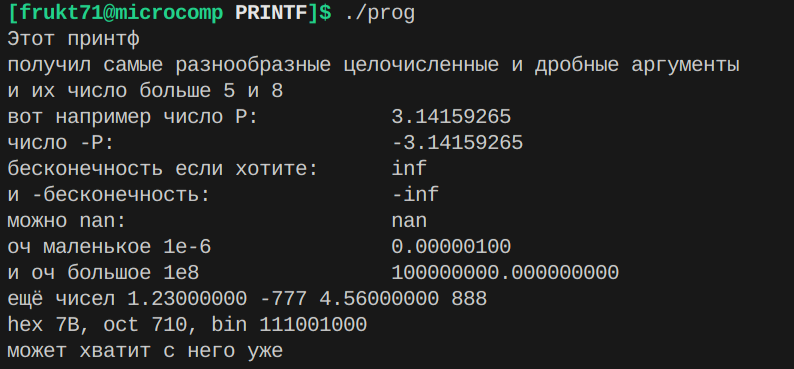 [frukt71@microcomp PRINTF]$ ./prog
Этот принтф
получил самые разнообразные целочисленные и дробные аргументы
и их число больше 5 и 8
вот например число P: 3.14159265
число -P: -3.14159265
бесконечность если хотите: inf
и -бесконечность: -inf
можно nan: nan
оч маленькое 1e-6 0.00000100
и оч большое 1e8 100000000.000000000
ещё чисел 1.23000000 -777 4.56000000 888
hex 7B, oct 710, bin 111001000
может хватит с него уже